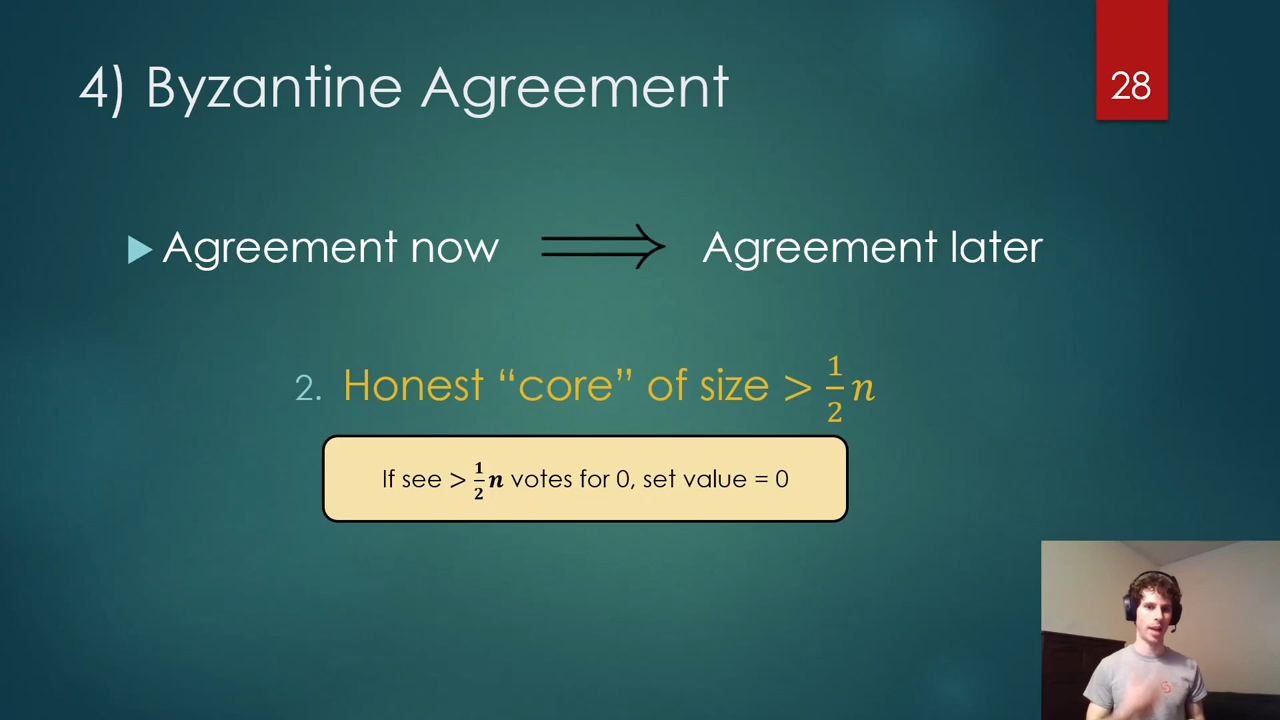 4) Byzantine Agreement
28
Agreement now ⟹ Agreement later
2. Honest “core” of size > 1/2 n
If see > 1/2 n votes for 0, set value = 0